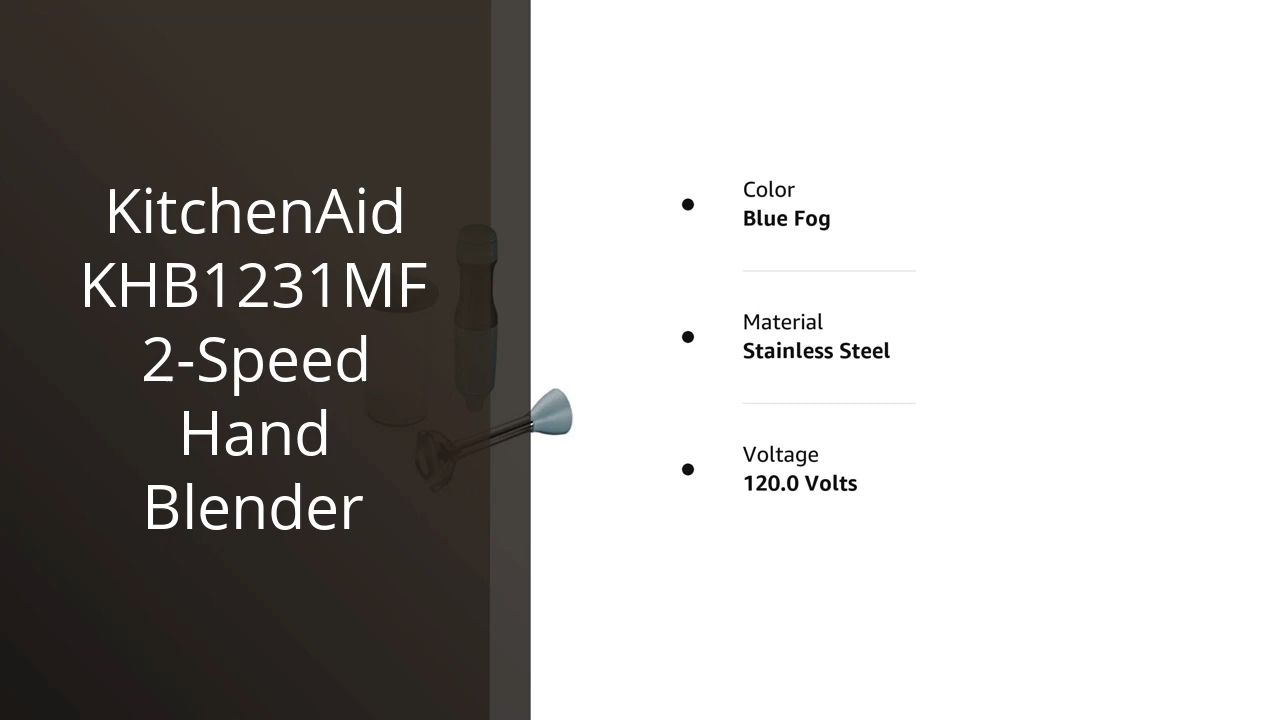 KitchenAid
KHB1231MF
2-Speed
Hand
Blender
Color
Blue Fog
Material
Stainless Steel
Voltage
120.0 Volts